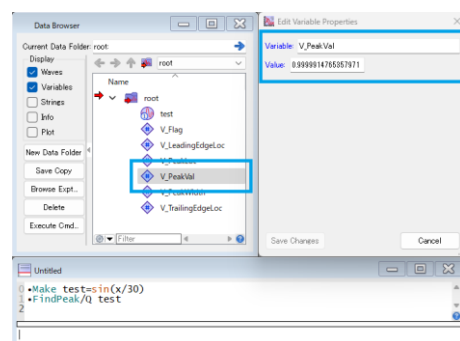 Data Browser
Current Data Folder: root:
Display
Waves
Variables
Strings
Info
Plot
New Data Folder
Save Copy
Browse Expt...
Delete
Execute Cmd...
root
Name
root
test
V_Flag
V_LeadingEdgeLoc
V_PeakLoc
V_PeakVal
V_PeakWidth
V_TrailingEdgeLoc
Filter
Edit Variable Properties
Variable: V_PeakVal
Value: 0.9999914765357971
Save Changes
Cancel
Untitled
0 •Make test=sin(x/30)
1 •FindPeak/Q test
2